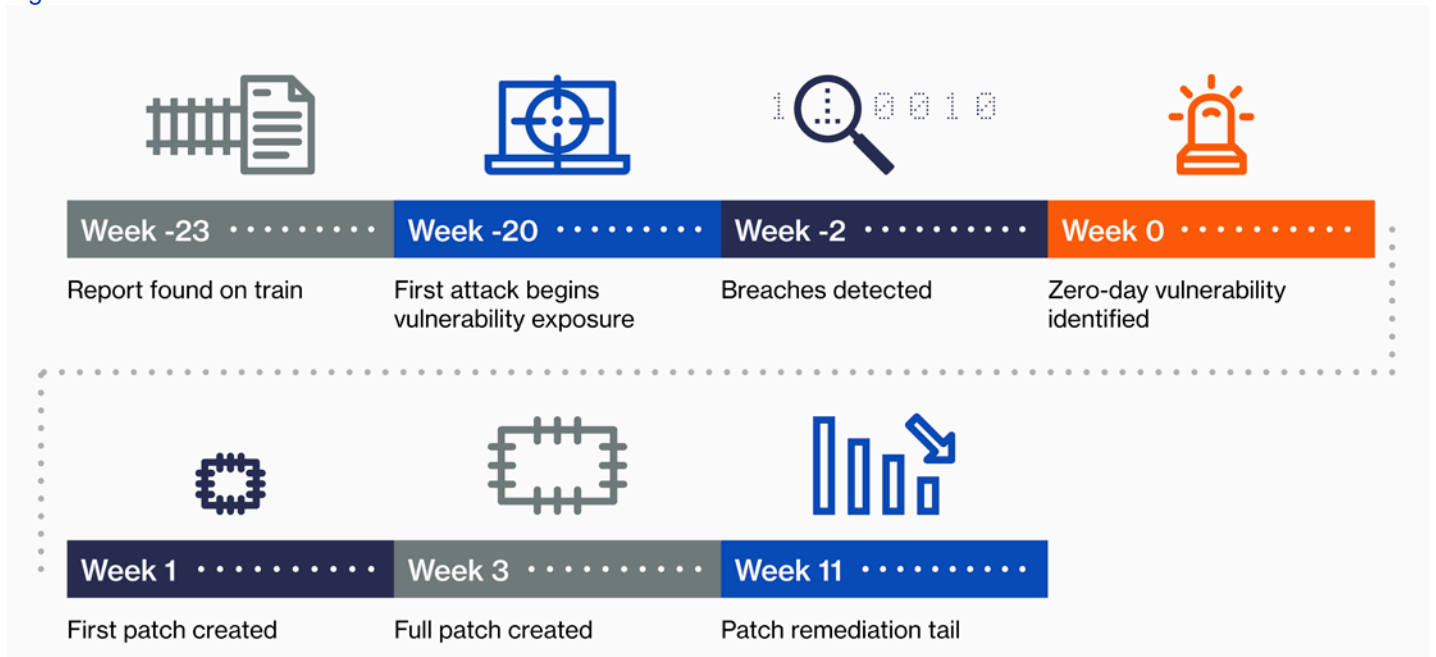 1 0 0 1 0
Week -23
Week -20
Week -2
Week 0
Report found on train
First attack begins
vulnerability exposure
Breaches detected
Zero-day vulnerability
identified
Week 1
Week 3
Week 11
First patch created
Full patch created
Patch remediation tail